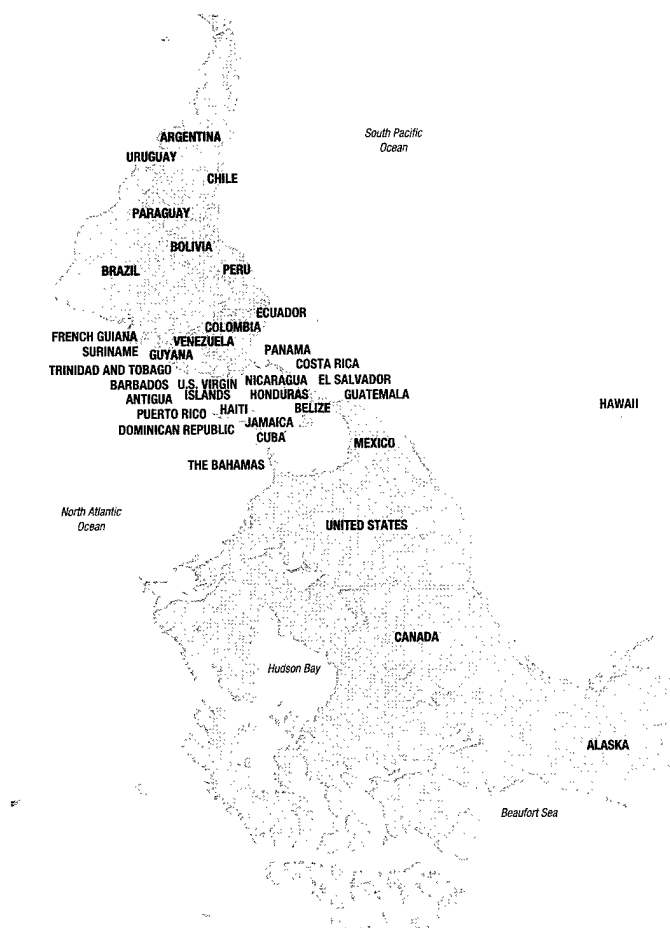 South Pacific
Ocean
ARGENTINA
URUGUAY
CHILE
PARAGUAY
BOLIVIA
BRAZIL
PERU
ECUADOR
COLOMBIA
FRENCH GUIANA
VENEZUELA
SURINAME
GUYANA
PANAMA
COSTA RICA
TRINIDAD AND TOBAGO
BARBADOS
U.S. VIRGIN
ISLANDS
NICARAGUA
EL SALVADOR
ANTIGUA
HONDURAS
GUATEMALA
HAWAII
PUERTO RICO
HAITI
BELIZE
DOMINICAN REPUBLIC
JAMAICA
CUBA
MEXICO
THE BAHAMAS
North Atlantic
Ocean
UNITED STATES
CANADA
Hudson Bay
ALASKA
Beaufort Sea